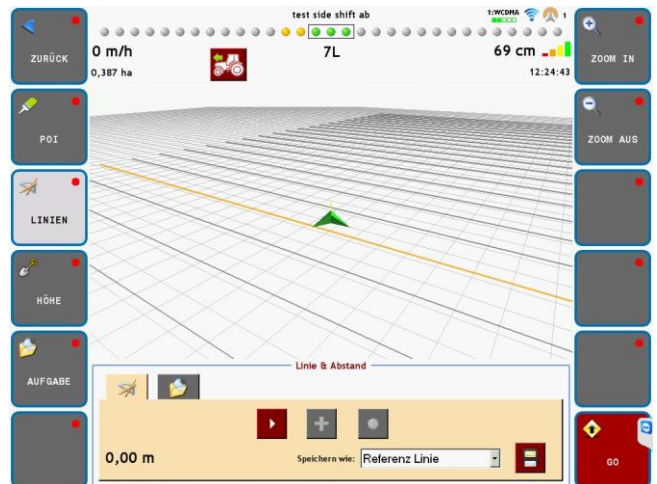 test side shift ab
1:WCDMA
1
ZURÜCK
0 m/h
7L
69 cm
ZOOM IN
0,387 ha
12:24:43
POI
ZOOM AUS
LINIEN
HÖHE
AUFGABE
Linie & Abstand
0,00 m
Speichern wie:
Referenz Linie
GO